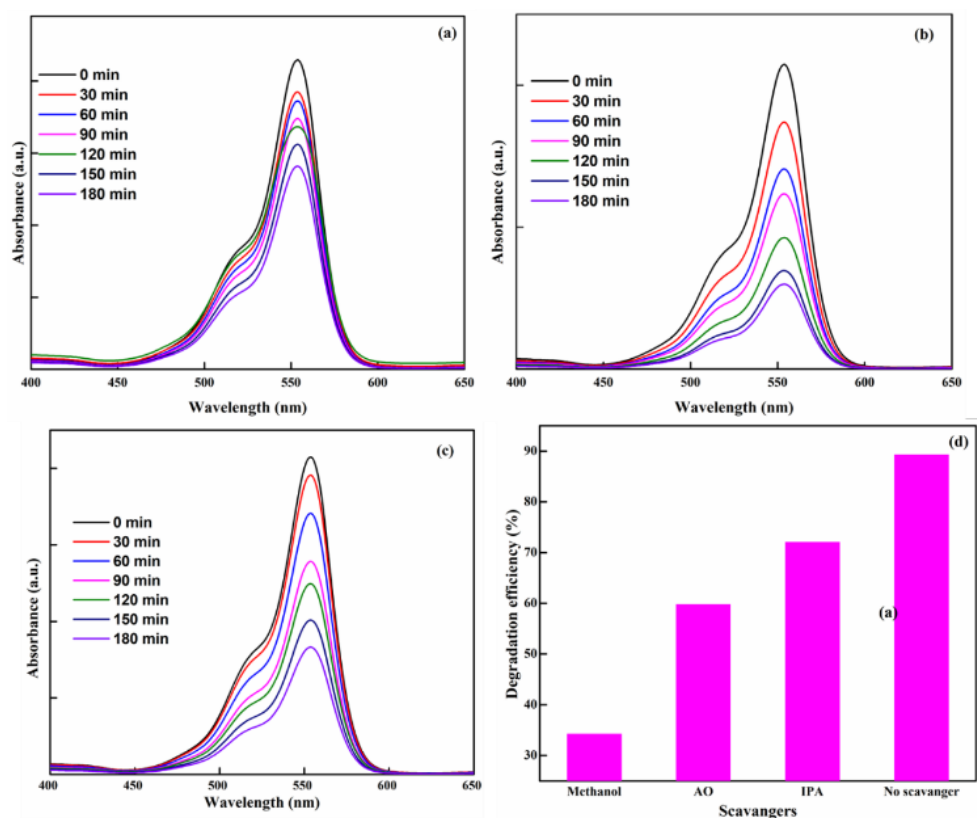 (a)
0 min
30 min
60 min
90 min
120 min
150 min
180 min
Absorbance (a.u.)
400 450 500 550 600 650
Wavelength (nm)
(b)
0 min
30 min
60 min
90 min
120 min
150 min
180 min
Absorbance (a.u.)
400 450 500 550 600 650
Wavelength (nm)
(c)
0 min
30 min
60 min
90 min
120 min
150 min
180 min
Absorbance (a.u.)
400 450 500 550 600 650
Wavelength (nm)
(d)
90
80
70
60
50
40
30
Degradation efficiency (%)
(a)
Methanol AO IPA No scavanger
Scavangers